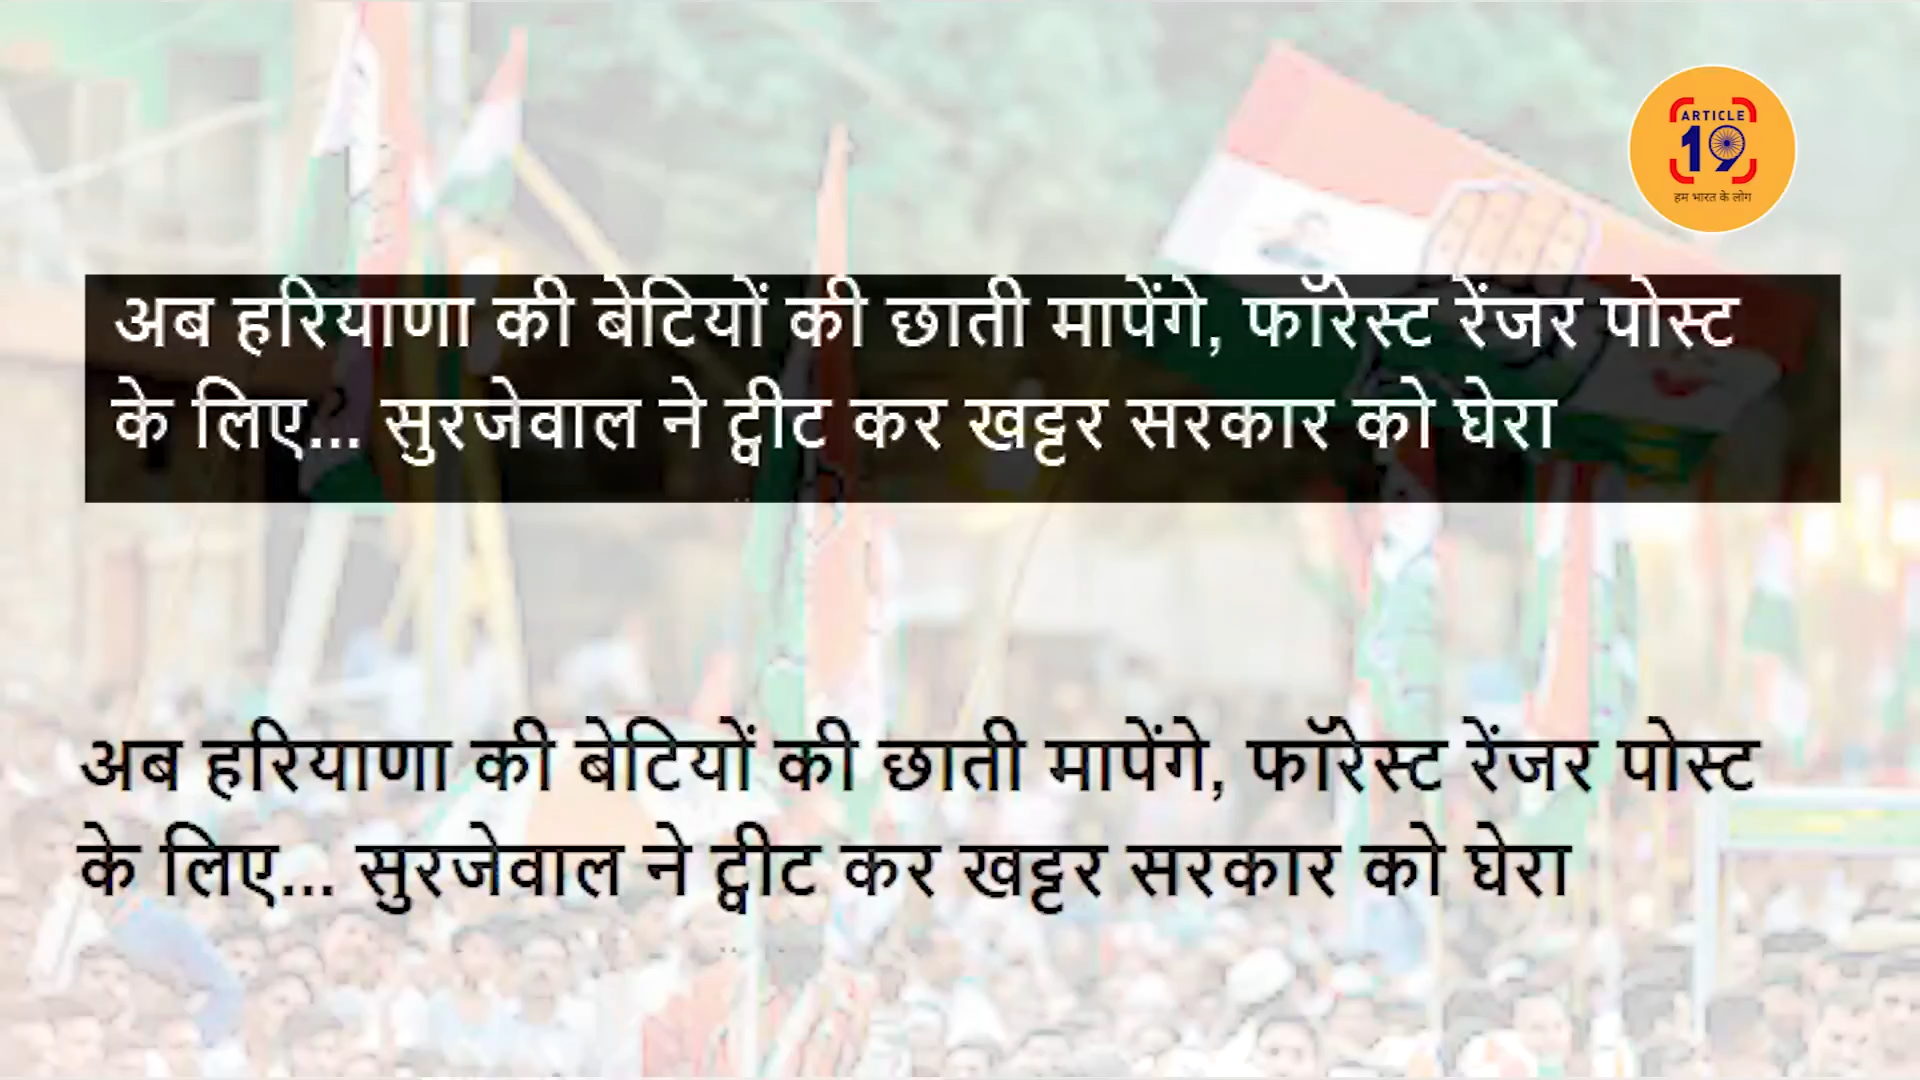 ARTICLE
19
हम भारत के लोग
अब हरियाणा की बेटियों की छाती मापेंगे, फॉरेस्ट रेंजर पोस्ट
के लिए... सुरजेवाल ने ट्वीट कर खट्टर सरकार को घेरा
अब हरियाणा की बेटियों की छाती मापेंगे, फॉरेस्ट रेंजर पोस्ट
के लिए... सुरजेवाल ने ट्वीट कर खट्टर सरकार को घेरा